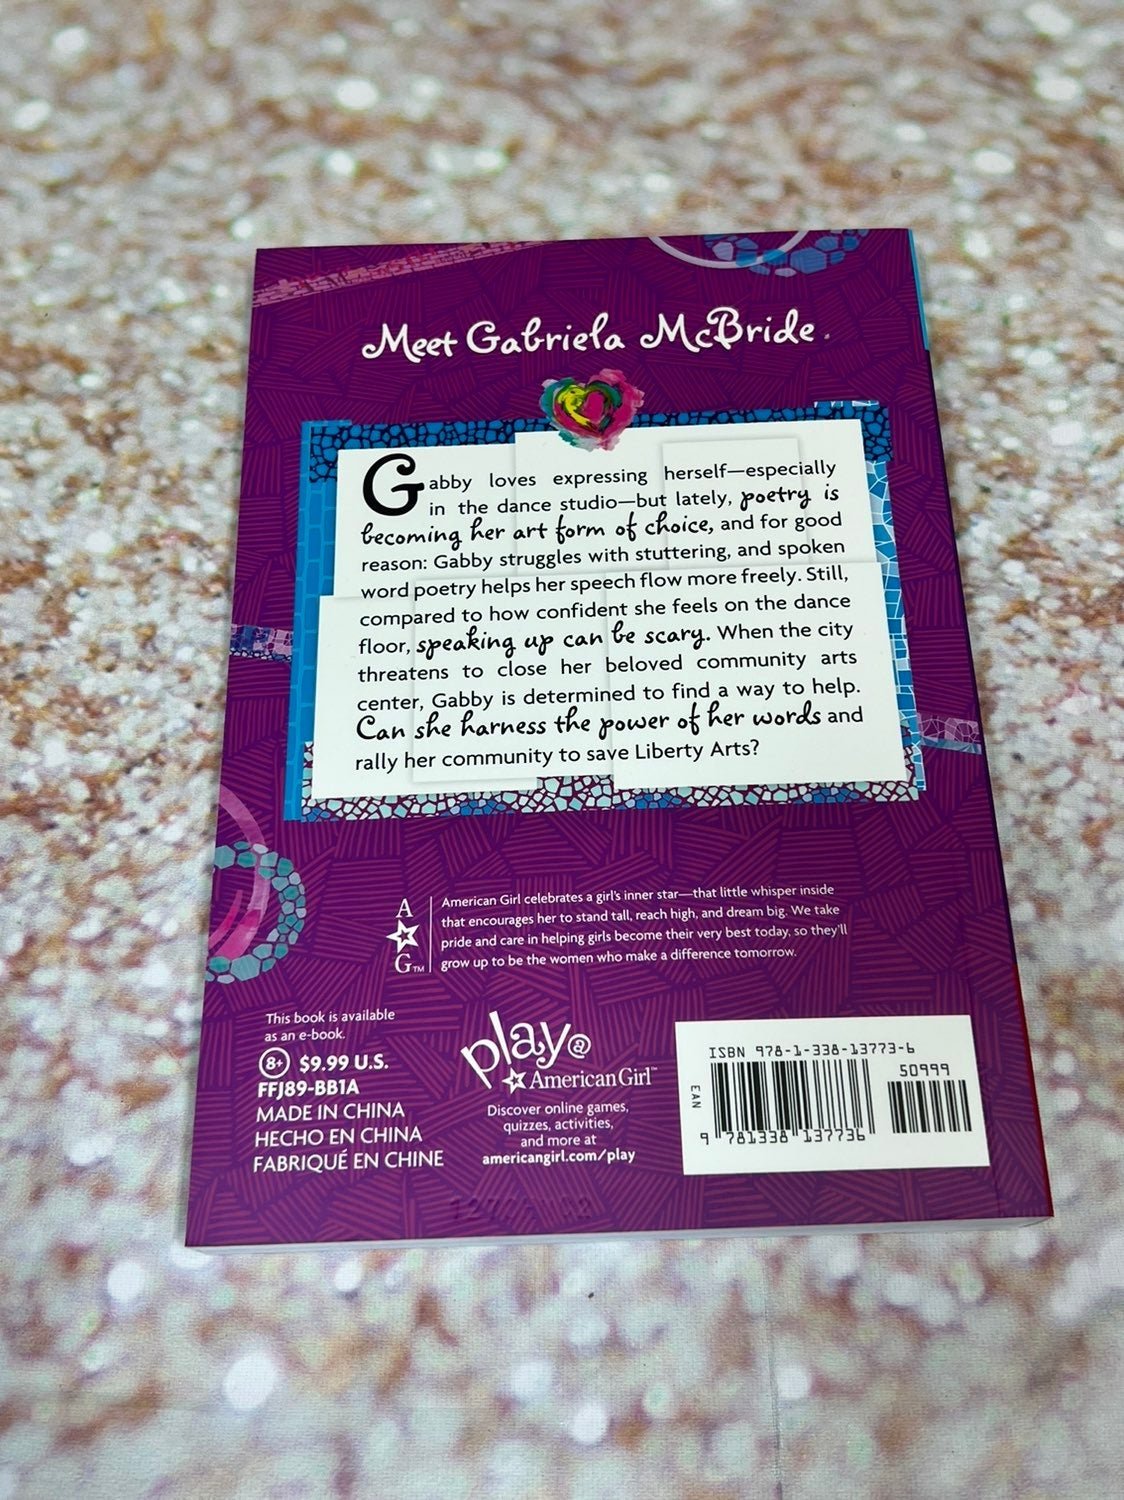 Meet Gabriela McBride
Gabby loves expressing herself—especially
in the dance studio—but lately, poetry is
becoming her art form of choice, and for good
reason: Gabby struggles with stuttering, and spoken
word poetry helps her speech flow more freely. Still,
compared to how confident she feels on the dance
floor, speaking up can be scary. When the city
threatens to close her beloved community arts
center, Gabby is determined to find a way to help.
Can she harness the power of her words and
rally her community to save Liberty Arts?
A
G™
American Girl celebrates a girl's inner star—that little whisper inside
that encourages her to stand tall, reach high, and dream big. We take
pride and care in helping girls become their very best today, so they'll
grow up to be the women who make a difference tomorrow.
This book is available
as an e-book.
8+ $9.99 U.S.
FFJ89-BB1A
MADE IN CHINA
HECHO EN CHINA
FABRIQUÉ EN CHINE
play@
American Girl™
Discover online games,
quizzes, activities,
and more at
americangirl.com/play
ISBN 978-1-338-13773-6
50999
EAN
9 781338 137736